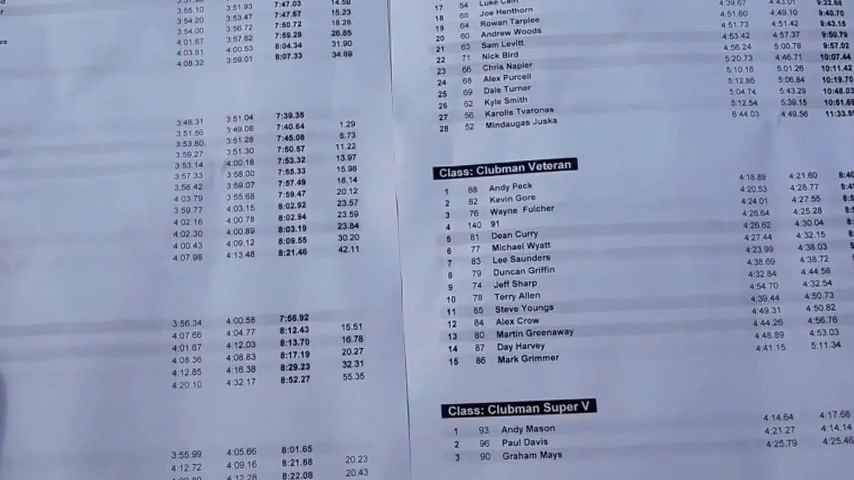 7:47.03 14.59
3:55.10 3:53.47 7:47.67 15.23
3:54.20 3:56.72 7:50.72 18.28
3:54.00 3:57.62 7:59.29 26.85
4:01.67 4:00.53 8:04.34 31.90
4:03.81 3:59.01 8:07.33 34.89
4:08.32
3:48.31 3:51.04 7:39.35
3:51.56 3:49.08 7:40.64 1.29
3:53.80 3:51.28 7:45.08 5.73
3:59.27 3:51.30 7:50.57 11.22
3:53.14 4:00.18 7:53.32 13.97
3:57.33 3:58.00 7:55.33 15.98
3:58.42 3:59.07 7:57.49 18.14
4:03.79 3:55.68 7:59.47 20.12
3:59.77 4:03.15 8:02.92 23.57
4:02.16 4:00.78 8:02.94 23.59
4:02.30 4:00.89 8:03.19 23.84
4:00.43 4:09.12 8:09.55 30.20
4:07.98 4:13.48 8:21.46 42.11
3:56.34 4:00.58 7:56.92
4:07.66 4:04.77 8:12.43 15.51
4:01.67 4:12.03 8:13.70 16.78
4:08.36 4:08.83 8:17.19 20.27
4:12.85 4:16.38 8:29.23 32.31
4:20.10 4:32.17 8:52.27 55.35
3:55.99 4:05.66 8:01.65
4:12.72 4:09.16 8:21.88 20.23
4:12.28 8:22.08 20.43
17 54 Luke Cain 4:39.67 4:43.01 9:22.68
18 65 Joe Henthorn 4:51.60 4:49.10 9:40.70
19 64 Rowan Tarplee 4:51.73 4:51.42 9:43.15
20 60 Andrew Woods 4:53.42 4:57.37 9:50.79
21 63 Sam Levitt 4:56.24 5:00.78 9:57.02
22 71 Nick Bird 5:20.73 4:46.71 10:07.44
23 66 Chris Napier 5:10.16 5:01.26 10:11.42
24 68 Alex Purcell 5:12.86 5:06.84 10:19.70
25 69 Dale Turner 5:04.74 5:43.29 10:48.03
26 62 Kyle Smith 5:12.54 5:39.15 10:51.69
27 56 Karolis Tvaronas 6:44.03 4:49.56 11:33.5
28 52 Mindaugas Juska
Class: Clubman Veteran
1 88 Andy Peck 4:18.89 4:21.60 8:40
2 82 Kevin Gore 4:20.53 4:28.77
3 76 Wayne Fulcher 4:24.01 4:27.55
4 140 91 4:26.64 4:25.28
5 81 Dean Curry 4:26.62 4:30.04
6 77 Michael Wyatt 4:27.44 4:32.15
7 83 Lee Saunders 4:23.99 4:38.03
8 79 Duncan Griffin 4:38.69 4:38.72
9 74 Jeff Sharp 4:32.84 4:44.58
10 78 Terry Allen 4:54.70 4:32.54
11 85 Steve Youngs 4:39.44 4:50.73
12 84 Alex Crow 4:49.31 4:50.82
13 80 Martin Greenaway 4:44.26 4:56.76
14 87 Day Harvey 4:48.89 4:53.03
15 86 Mark Grimmer 4:41.15 5:11.34
Class: Clubman Super V
1 93 Andy Mason 4:14.64 4:17.68
2 96 Paul Davis 4:21.27 4:14.14
3 90 Graham Mays 4:25.79 4:25.46